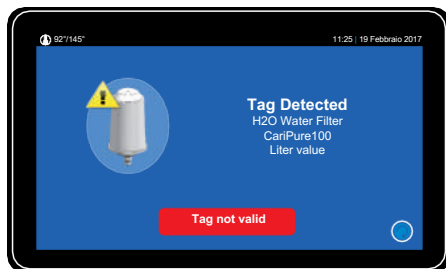 92°/145° 11:25 | 19 Febbraio 2017
Tag Detected
H2O Water Filter
CariPure100
Liter value
Tag not valid